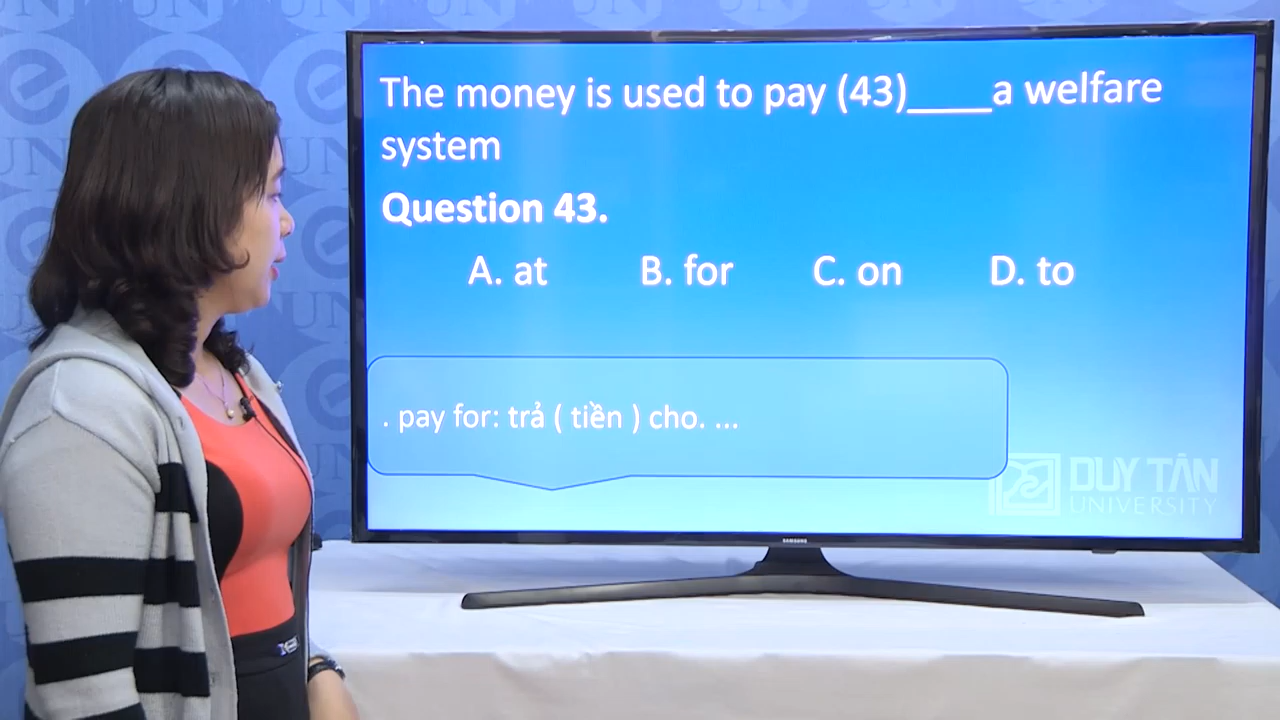 The money is used to pay (43)____a welfare
system
Question 43.
A. at B. for C. on D. to
. pay for: trả ( tiền ) cho. ...
DUY TÂN
UNIVERSITY
SAMSUNG